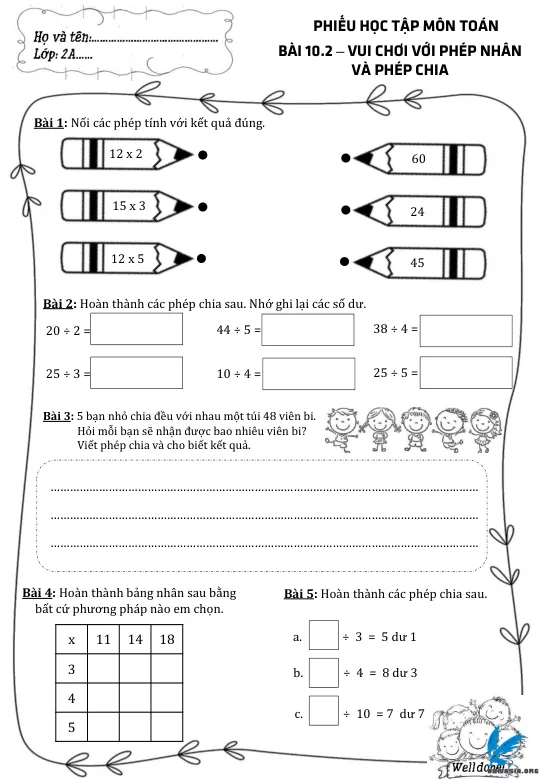 Họ và tên:...........................................
Lớp: 2A......
PHIẾU HỌC TẬP MÔN TOÁN
BÀI 10.2 – VUI CHƠI VỚI PHÉP NHÂN
VÀ PHÉP CHIA
Bài 1: Nối các phép tính với kết quả đúng.
12 x 2
60
15 x 3
24
12 x 5
45
Bài 2: Hoàn thành các phép chia sau. Nhớ ghi lại các số dư.
20 ÷ 2 = 44 ÷ 5 = 38 ÷ 4 =
25 ÷ 3 = 10 ÷ 4 = 25 ÷ 5 =
Bài 3: 5 bạn nhỏ chia đều với nhau một túi 48 viên bi.
Hỏi mỗi bạn sẽ nhận được bao nhiêu viên bi?
Viết phép chia và cho biết kết quả.
Bài 4: Hoàn thành bảng nhân sau bằng
bất cứ phương pháp nào em chọn.
x 11 14 18
3
4
5
Bài 5: Hoàn thành các phép chia sau.
a. ÷ 3 = 5 dư 1
b. ÷ 4 = 8 dư 3
c. ÷ 10 = 7 dư 7
Well done!